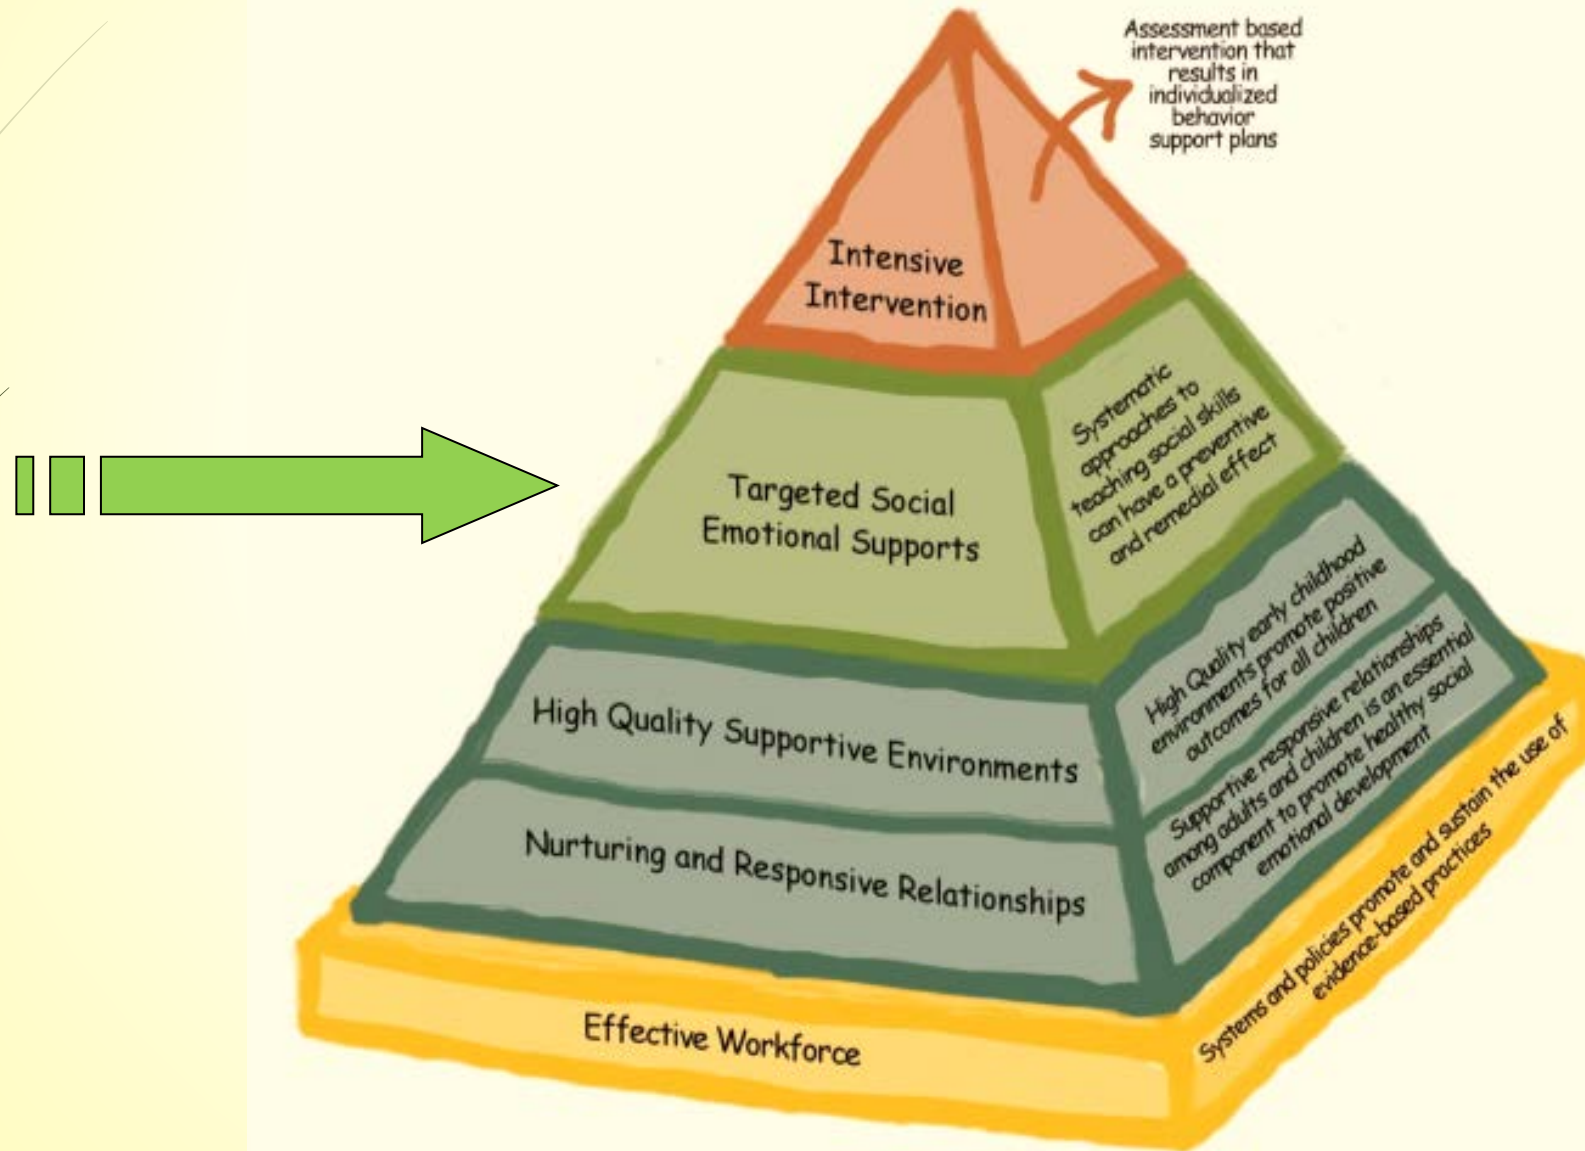 Assessment based
intervention that
results in
individualized
behavior
support plans
Intensive
Intervention
Systematic
approaches to
teaching social skills
can have a preventive
and remedial effect
Targeted Social
Emotional Supports
High Quality early childhood
environments promote positive
outcomes for all children
High Quality Supportive Environments
Supportive responsive relationships
among adults and children is an essential
component to promote healthy social
emotional development
Nurturing and Responsive Relationships
Systems and policies promote and sustain the use of
evidence-based practices
Effective Workforce